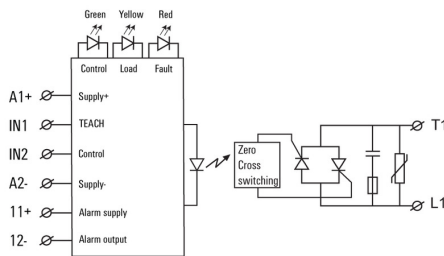 Green Yellow Red
Control Load Fault
A1+ Supply+
IN1 TEACH
IN2 Control
A2- Supply-
11+ Alarm supply
12- Alarm output
Zero
Cross
switching
T1
L1